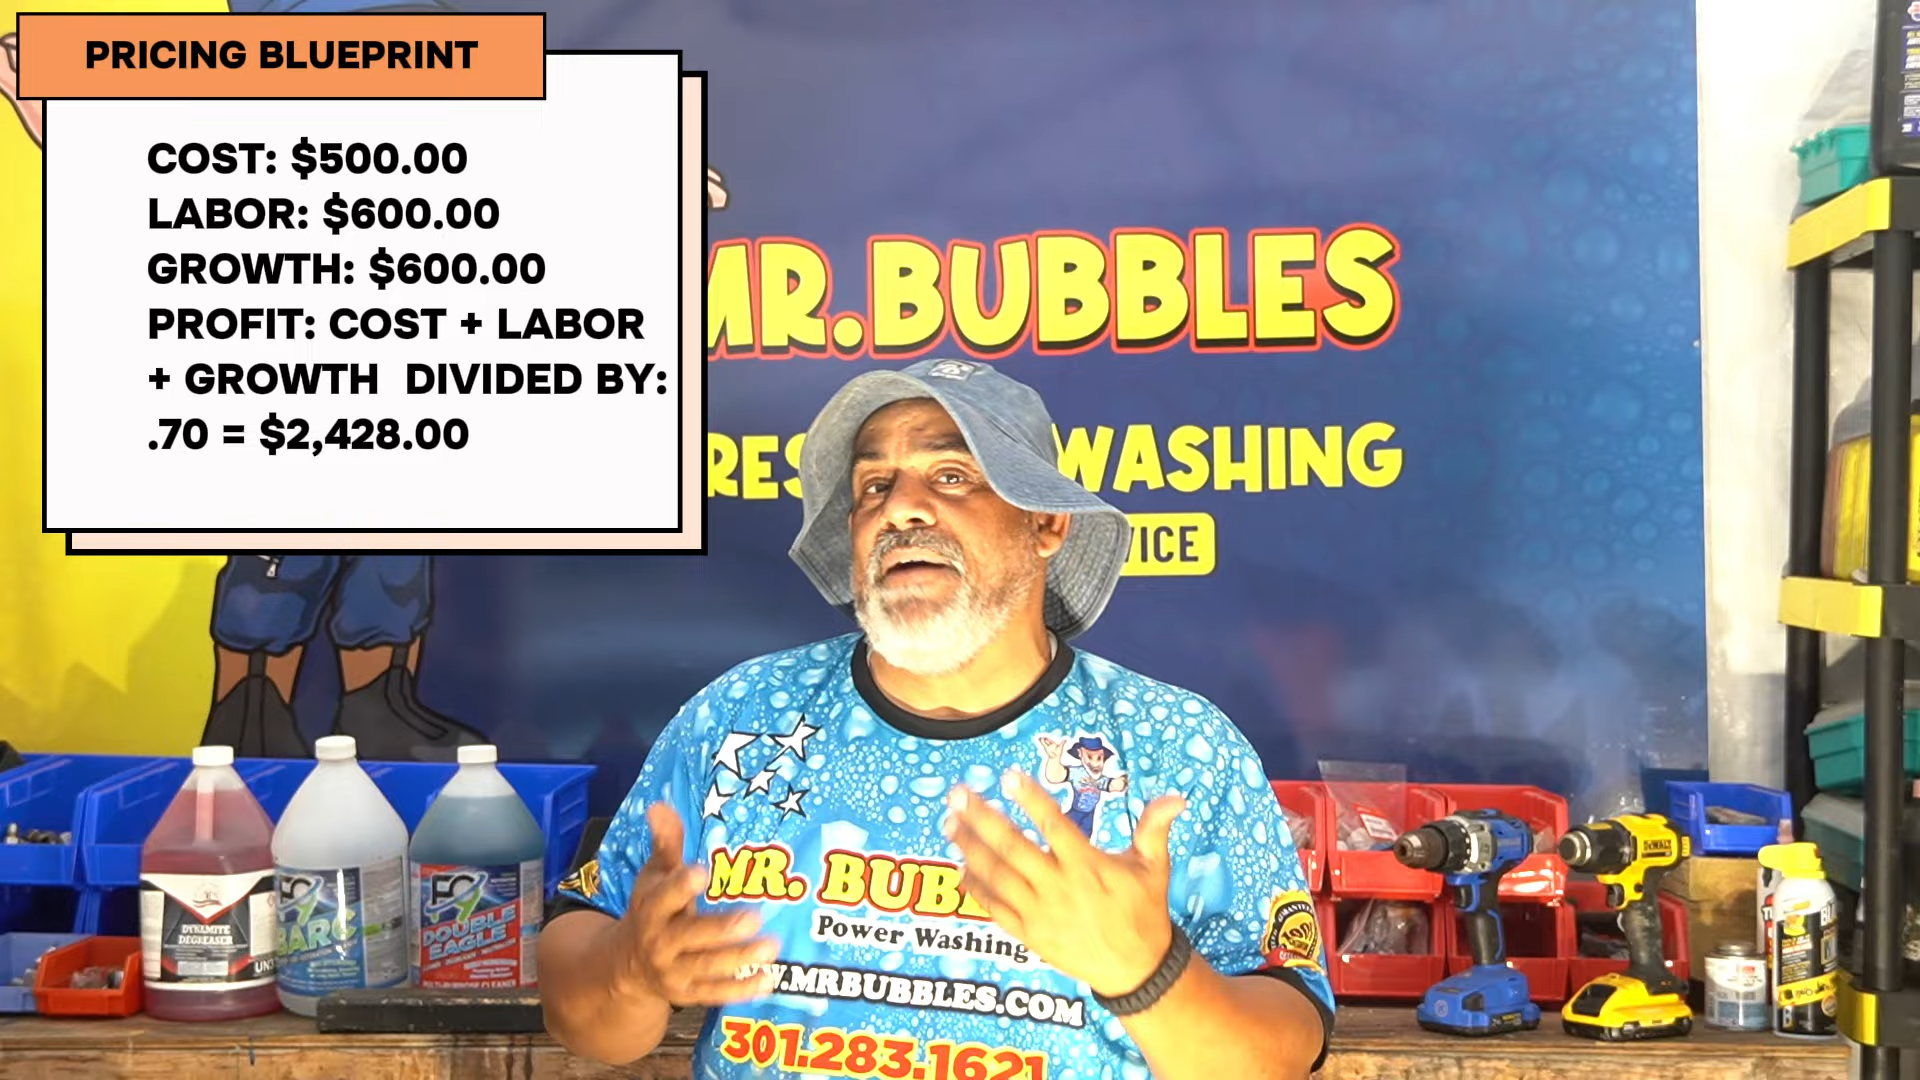 PRICING BLUEPRINT
COST: $500.00
LABOR: $600.00
GROWTH: $600.00
PROFIT: COST + LABOR
+ GROWTH DIVIDED BY:
.70 = $2,428.00
MR.BUBBLES
WASHING
DYNAMITE
DEGREASER
BARC
DOUBLE
EAGLE
DEWALT
MR. BUB
Power Washing
W.MRBUBBLES.COM
301.283.1621